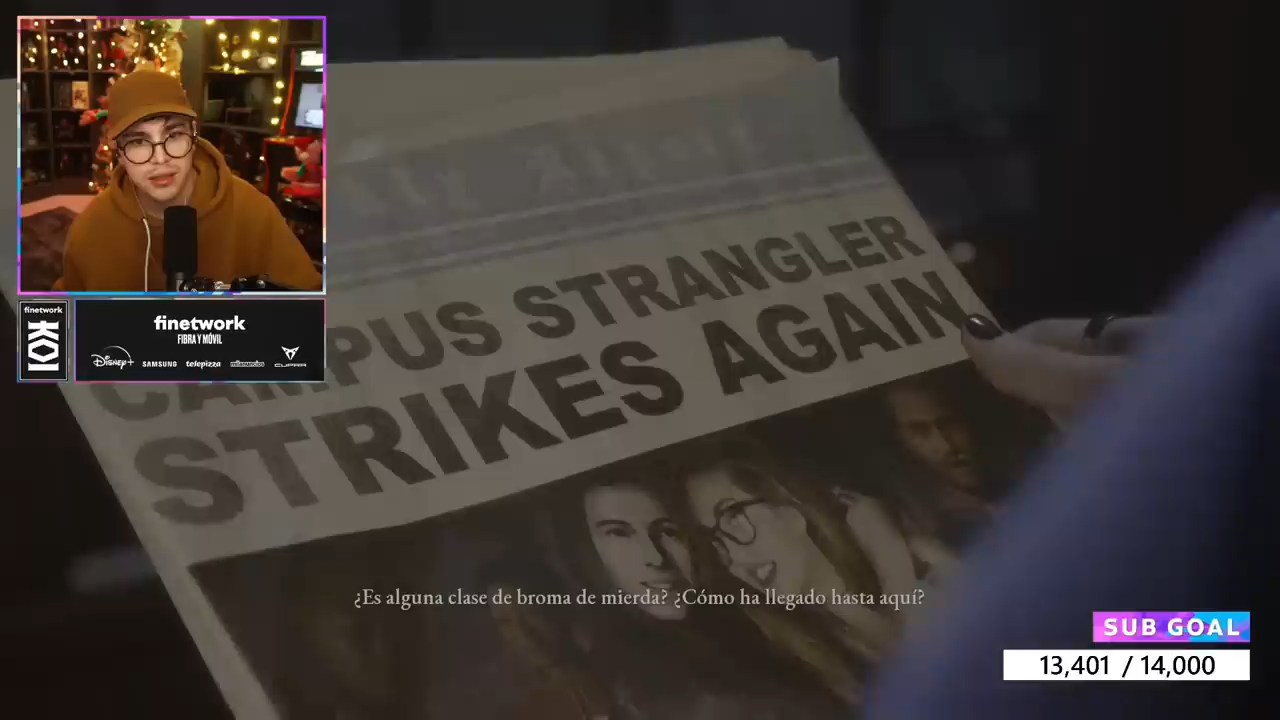 CAMPUS STRANGLER
STRIKES AGAIN
finetwork
KOI
finetwork
FIBRA Y MÓVIL
Disney+ SAMSUNG telepizza milanuncios CUPRA
¿Es alguna clase de broma de mierda? ¿Cómo ha llegado hasta aquí?
SUB GOAL
13,401 / 14,000